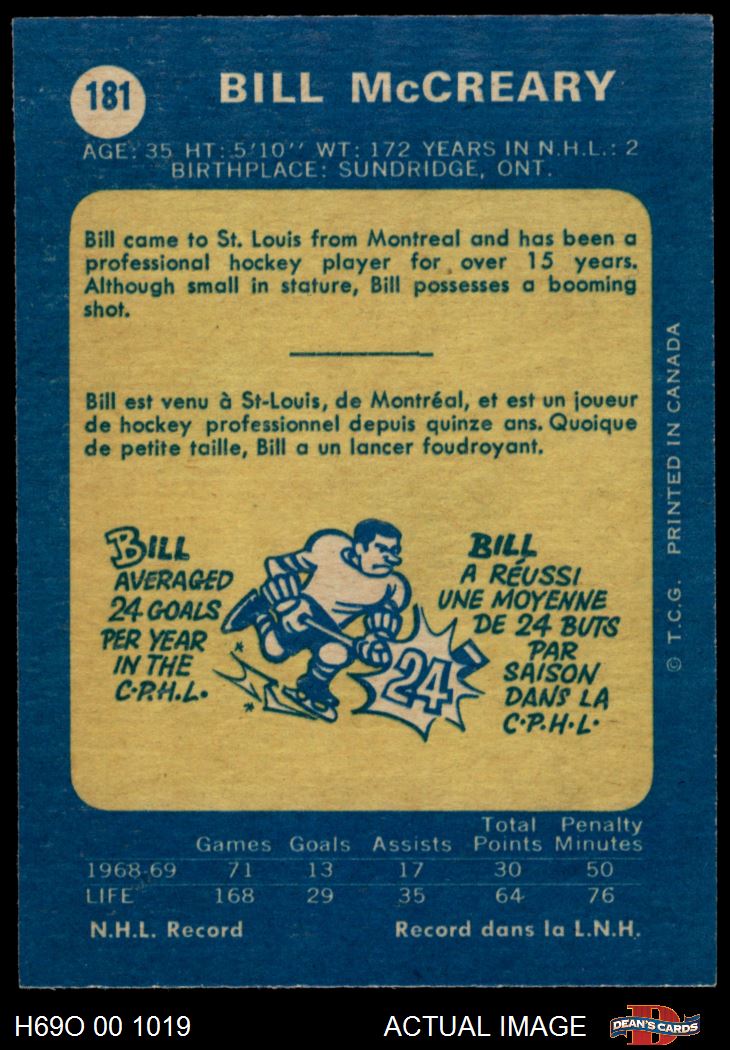 181
BILL McCREARY
AGE: 35 HT: 5'10'' WT: 172 YEARS IN N.H.L.: 2
BIRTHPLACE: SUNDRIDGE, ONT.
Bill came to St. Louis from Montreal and has been a
professional hockey player for over 15 years.
Although small in stature, Bill possesses a booming
shot.
Bill est venu à St-Louis, de Montréal, et est un joueur
de hockey professionnel depuis quinze ans. Quoique
de petite taille, Bill a un lancer foudroyant.
BILL
AVERAGED
24 GOALS
PER YEAR
IN THE
C.P.H.L.
24
BILL
A RÉUSSI
UNE MOYENNE
DE 24 BUTS
PAR
SAISON
DANS LA
C.P.H.L.
© T.C.G. PRINTED IN CANADA
Games Goals Assists Total Points Penalty Minutes
1968-69 71 13 17 30 50
LIFE 168 29 35 64 76
N.H.L. Record Record dans la L.N.H.
H69O 00 1019 ACTUAL IMAGE
D
DEAN'S CARDS